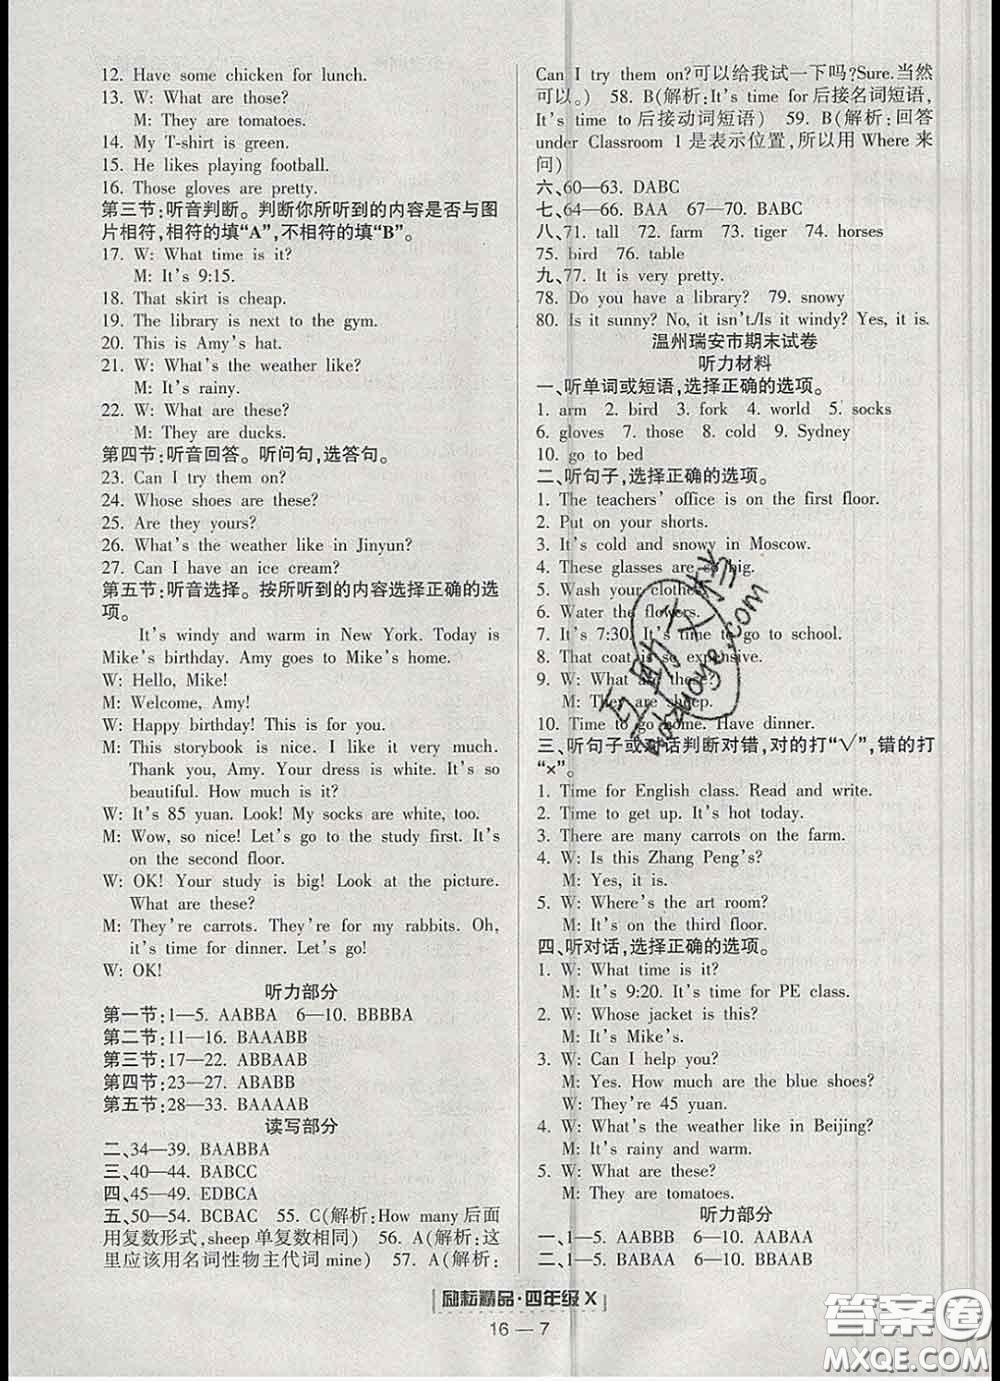 12. Have some chicken for lunch.
13. W: What are those?
M: They are tomatoes.
14. My T-shirt is green.
15. He likes playing football.
16. Those gloves are pretty.
第三节:听音判断。判断你所听到的内容是否与图
片相符,相符的填“A”,不相符的填“B”。
17. W: What time is it?
M: It's 9:15.
18. That skirt is cheap.
19. The library is next to the gym.
20. This is Amy's hat.
21. W: What's the weather like?
M: It's rainy.
22. W: What are these?
M: They are ducks.
第四节:听音回答。听问句,选答句。
23. Can I try them on?
24. Whose shoes are these?
25. Are they yours?
26. What's the weather like in Jinyun?
27. Can I have an ice cream?
第五节:听音选择。按所听到的内容选择正确的选
项。
It's windy and warm in New York. Today is
Mike's birthday. Amy goes to Mike's home.
W: Hello, Mike!
M: Welcome, Amy!
W: Happy birthday! This is for you.
M: This storybook is nice. I like it very much.
Thank you, Amy. Your dress is white. It's so
beautiful. How much is it?
W: It's 85 yuan. Look! My socks are white, too.
M: Wow, so nice! Let's go to the study first. It's
on the second floor.
W: OK! Your study is big! Look at the picture.
What are these?
M: They're carrots. They're for my rabbits. Oh,
it's time for dinner. Let's go!
W: OK!
听力部分
第一节:1—5. AABBA 6—10. BBBBA
第二节:11—16. BAAABB
第三节:17—22. ABBAAB
第四节:23—27. ABABB
第五节:28—33. BAAAAB
读写部分
二、34—39. BAABBA
三、40—44. BABCC
四、45—49. EDBCA
五、50—54. BCBAC 55. C(解析:How many后面
用复数形式,sheep单复数相同) 56. A(解析:这
里应该用名词性物主代词mine) 57. A(解析:
Can I try them on?可以给我试一下吗?Sure.当然
可以。) 58. B(解析:It's time for后接名词短语,
It's time to后接动词短语) 59. B(解析:回答
under Classroom 1是表示位置,所以用Where来
问)
六、60—63. DABC
七、64—66. BAA 67—70. BABC
八、71. tall 72. farm 73. tiger 74. horses
75. bird 76. table
九、77. It is very pretty.
78. Do you have a library? 79. snowy
80. Is it sunny? No, it isn't./Is it windy? Yes, it is.
温州瑞安市期末试卷
听力材料
一、听单词或短语,选择正确的选项。
1. arm 2. bird 3. fork 4. world 5. socks
6. gloves 7. those 8. cold 9. Sydney
10. go to bed
二、听句子,选择正确的选项。
1. The teachers' office is on the first floor.
2. Put on your shorts.
3. It's cold and snowy in Moscow.
4. These glasses are so big.
5. Wash your clothes.
6. Water the flowers.
7. It's 7:30. It's time to go to school.
8. That coat is so expensive.
9. W: What are these?
M: They are sheep.
10. Time to go home. Have dinner.
三、听句子或对话判断对错,对的打“√”,错的打
“×”。
1. Time for English class. Read and write.
2. Time to get up. It's hot today.
3. There are many carrots on the farm.
4. W: Is this Zhang Peng's?
M: Yes, it is.
5. W: Where's the art room?
M: It's on the third floor.
四、听对话,选择正确的选项。
1. W: What time is it?
M: It's 9:20. It's time for PE class.
2. W: Whose jacket is this?
M: It's Mike's.
3. W: Can I help you?
M: Yes. How much are the blue shoes?
W: They're 45 yuan.
4. W: What's the weather like in Beijing?
M: It's rainy and warm.
5. W: What are these?
M: They are tomatoes.
听力部分
一、1—5. AABBB 6—10. AABAA
二、1—5. BABAA 6—10. BBAAB
励耘精品·四年级X
16—7
答案圈
MXQE.COM